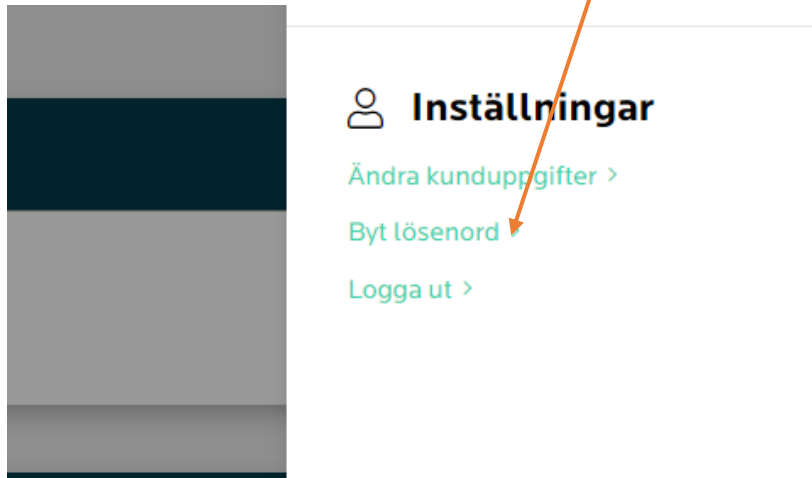 Inställningar
Ändra kunduppgifter >
Byt lösenord >
Logga ut >